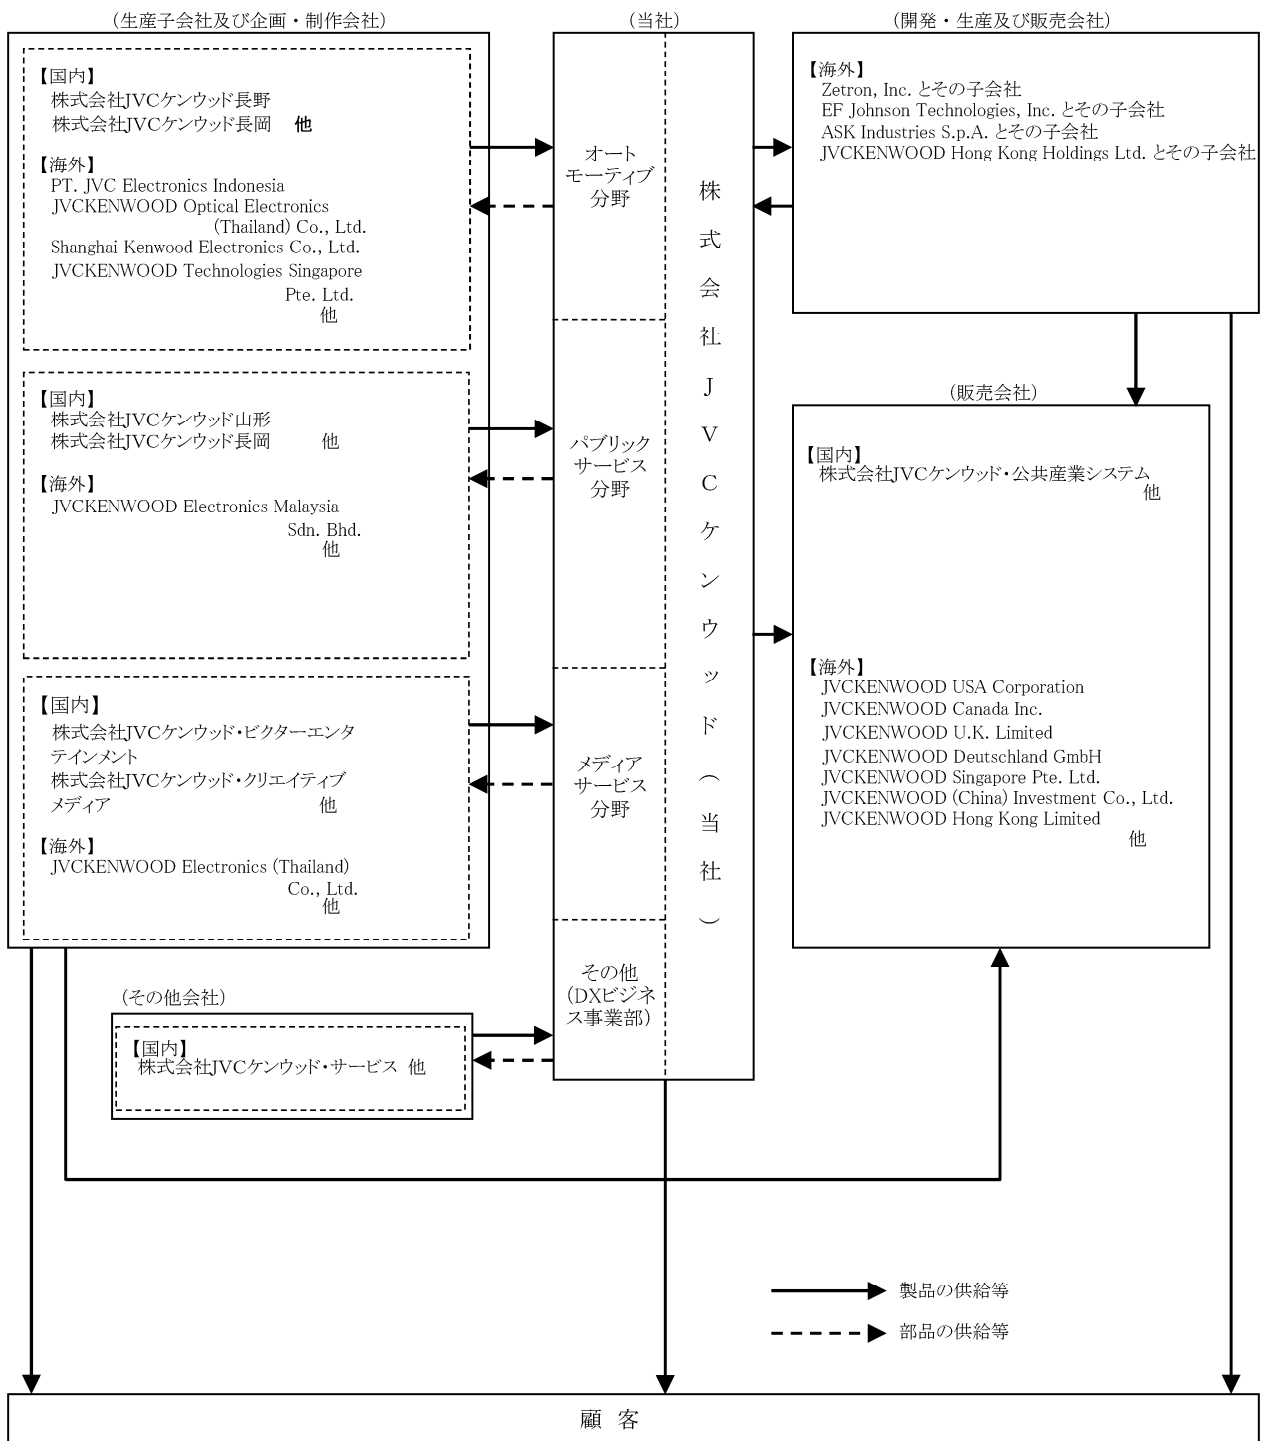 （生産子会社及び企画・制作会社）
【国内】
株式会社JVCケンウッド長野
株式会社JVCケンウッド長岡　他
【海外】
PT. JVC Electronics Indonesia
JVCKENWOOD Optical Electronics
(Thailand) Co., Ltd.
Shanghai Kenwood Electronics Co., Ltd.
JVCKENWOOD Technologies Singapore
Pte. Ltd.
他
【国内】
株式会社JVCケンウッド山形
株式会社JVCケンウッド長岡　他
【海外】
JVCKENWOOD Electronics Malaysia
Sdn. Bhd.
他
【国内】
株式会社JVCケンウッド・ビクターエンタ
テインメント
株式会社JVCケンウッド・クリエイティブ
メディア　他
【海外】
JVCKENWOOD Electronics (Thailand)
Co., Ltd.
他
（その他会社）
【国内】
株式会社JVCケンウッド・サービス 他
（当社）
オート
モーティブ
分野
パブリック
サービス
分野
メディア
サービス
分野
その他
（DXビジネ
ス事業部）
株式会社JVCケンウッド（当社）
（開発・生産及び販売会社）
【海外】
Zetron, Inc. とその子会社
EF Johnson Technologies, Inc. とその子会社
ASK Industries S.p.A. とその子会社
JVCKENWOOD Hong Kong Holdings Ltd. とその子会社
（販売会社）
【国内】
株式会社JVCケンウッド・公共産業システム
他
【海外】
JVCKENWOOD USA Corporation
JVCKENWOOD Canada Inc.
JVCKENWOOD U.K. Limited
JVCKENWOOD Deutschland GmbH
JVCKENWOOD Singapore Pte. Ltd.
JVCKENWOOD (China) Investment Co., Ltd.
JVCKENWOOD Hong Kong Limited
他
製品の供給等
部品の供給等
顧 客